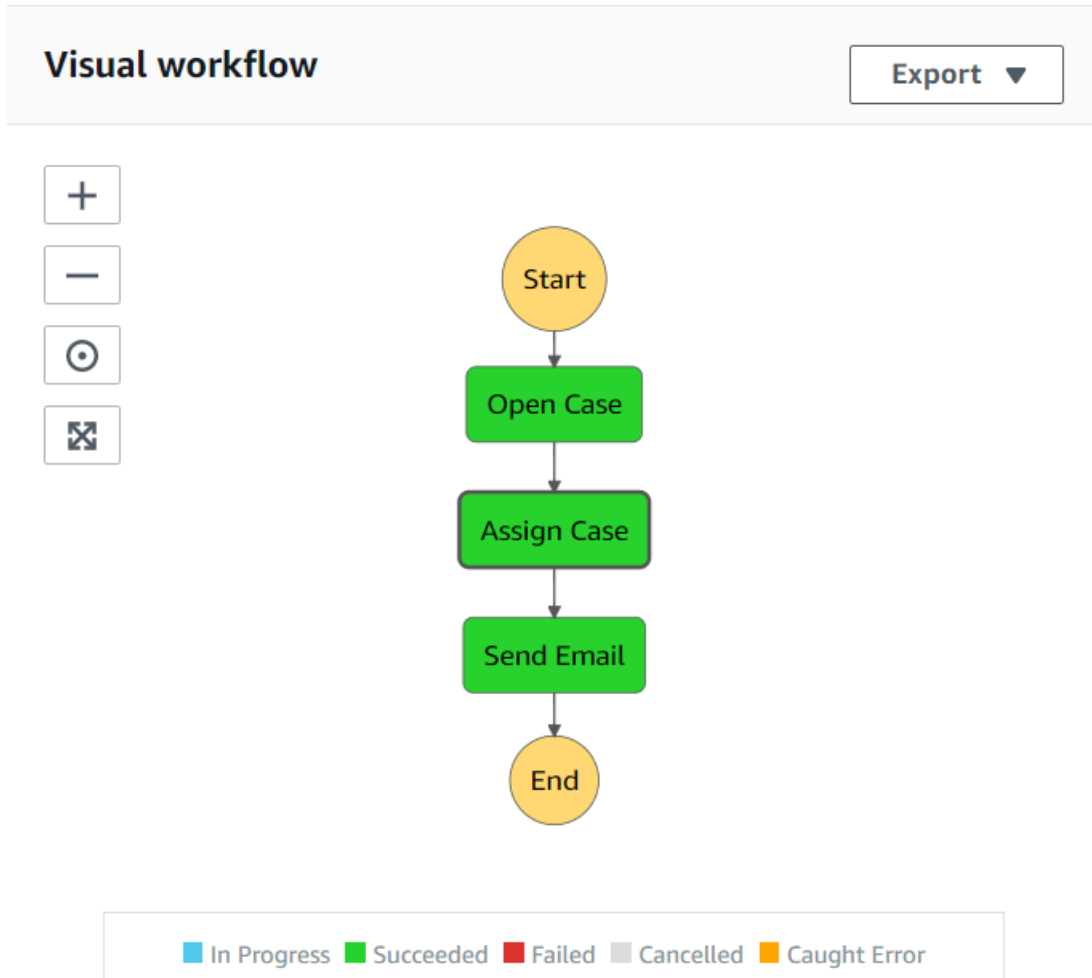 Visual workflow
Export
Start
Open Case
Assign Case
Send Email
End
In Progress Succeeded Failed Cancelled Caught Error